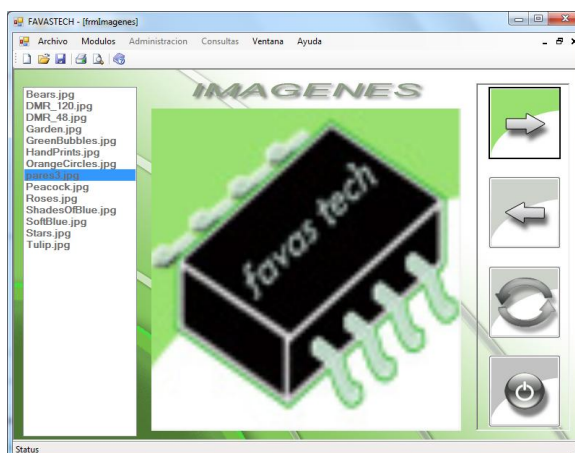 FAVASTECH - [frmImagenes]
Archivo Modulos Administracion Consultas Ventana Ayuda
IMAGENES
Bears.jpg
DMR_120.jpg
DMR_48.jpg
Garden.jpg
GreenBubbles.jpg
HandPrints.jpg
OrangeCircles.jpg
pares3.jpg
Peacock.jpg
Roses.jpg
ShadesOfBlue.jpg
SoftBlue.jpg
Stars.jpg
Tulip.jpg
favas tech
Status